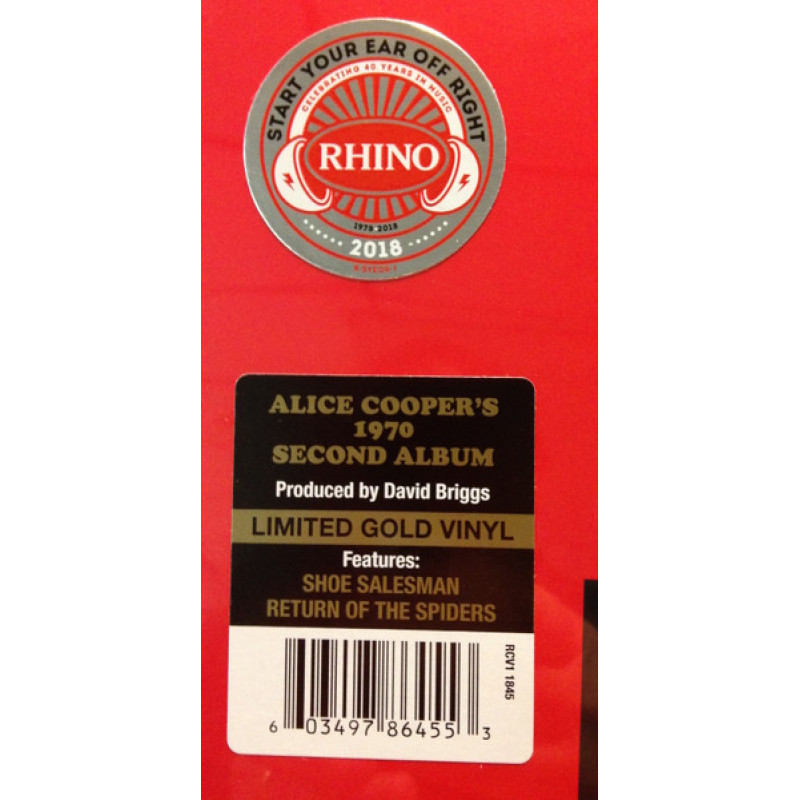 START YOUR EAR OFF RIGHT
CELEBRATING 40 YEARS IN MUSIC
RHINO
1978 2018
2018
ALICE COOPER'S
1970
SECOND ALBUM
Produced by David Briggs
LIMITED GOLD VINYL
Features:
SHOE SALESMAN
RETURN OF THE SPIDERS
RCV1 1845
6 03497 86455 3